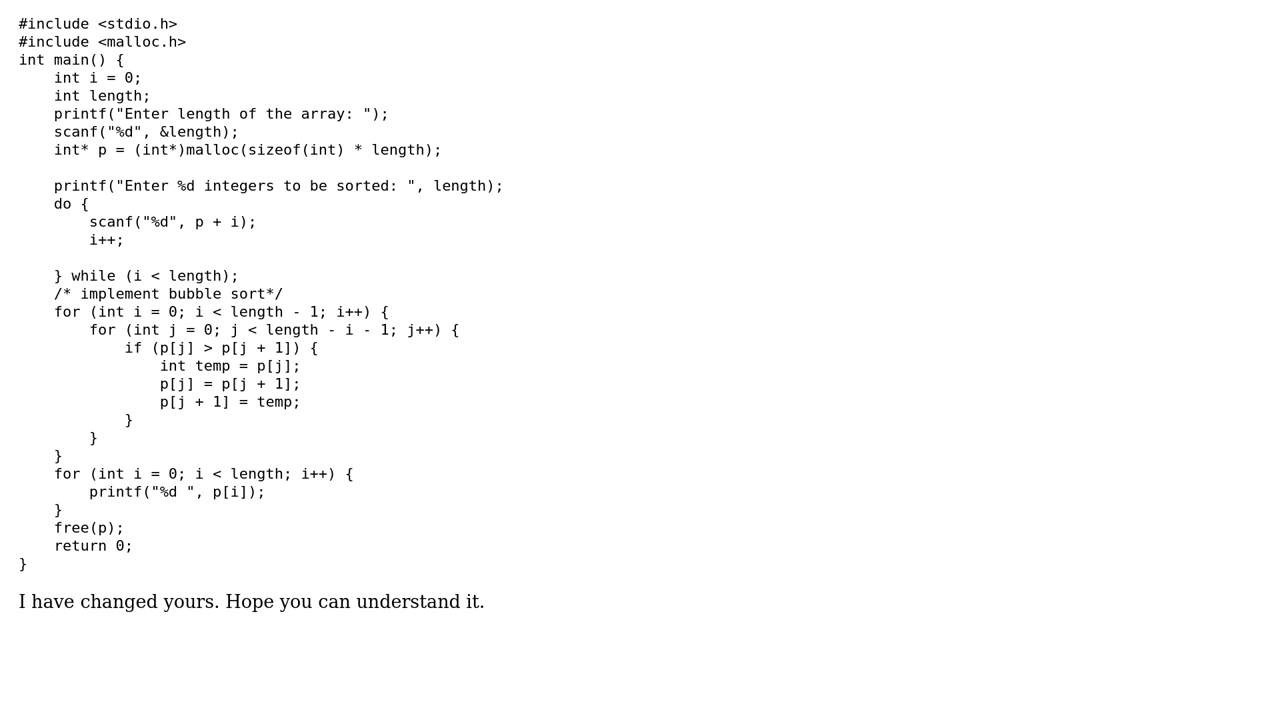 #include <stdio.h>
#include <malloc.h>
int main() {
    int i = 0;
    int length;
    printf("Enter length of the array: ");
    scanf("%d", &length);
    int* p = (int*)malloc(sizeof(int) * length);

    printf("Enter %d integers to be sorted: ", length);
    do {
        scanf("%d", p + i);
        i++;

    } while (i < length);
    /* implement bubble sort*/
    for (int i = 0; i < length - 1; i++) {
        for (int j = 0; j < length - i - 1; j++) {
            if (p[j] > p[j + 1]) {
                int temp = p[j];
                p[j] = p[j + 1];
                p[j + 1] = temp;
            }
        }
    }
    for (int i = 0; i < length; i++) {
        printf("%d ", p[i]);
    }
    free(p);
    return 0;
}
I have changed yours. Hope you can understand it.